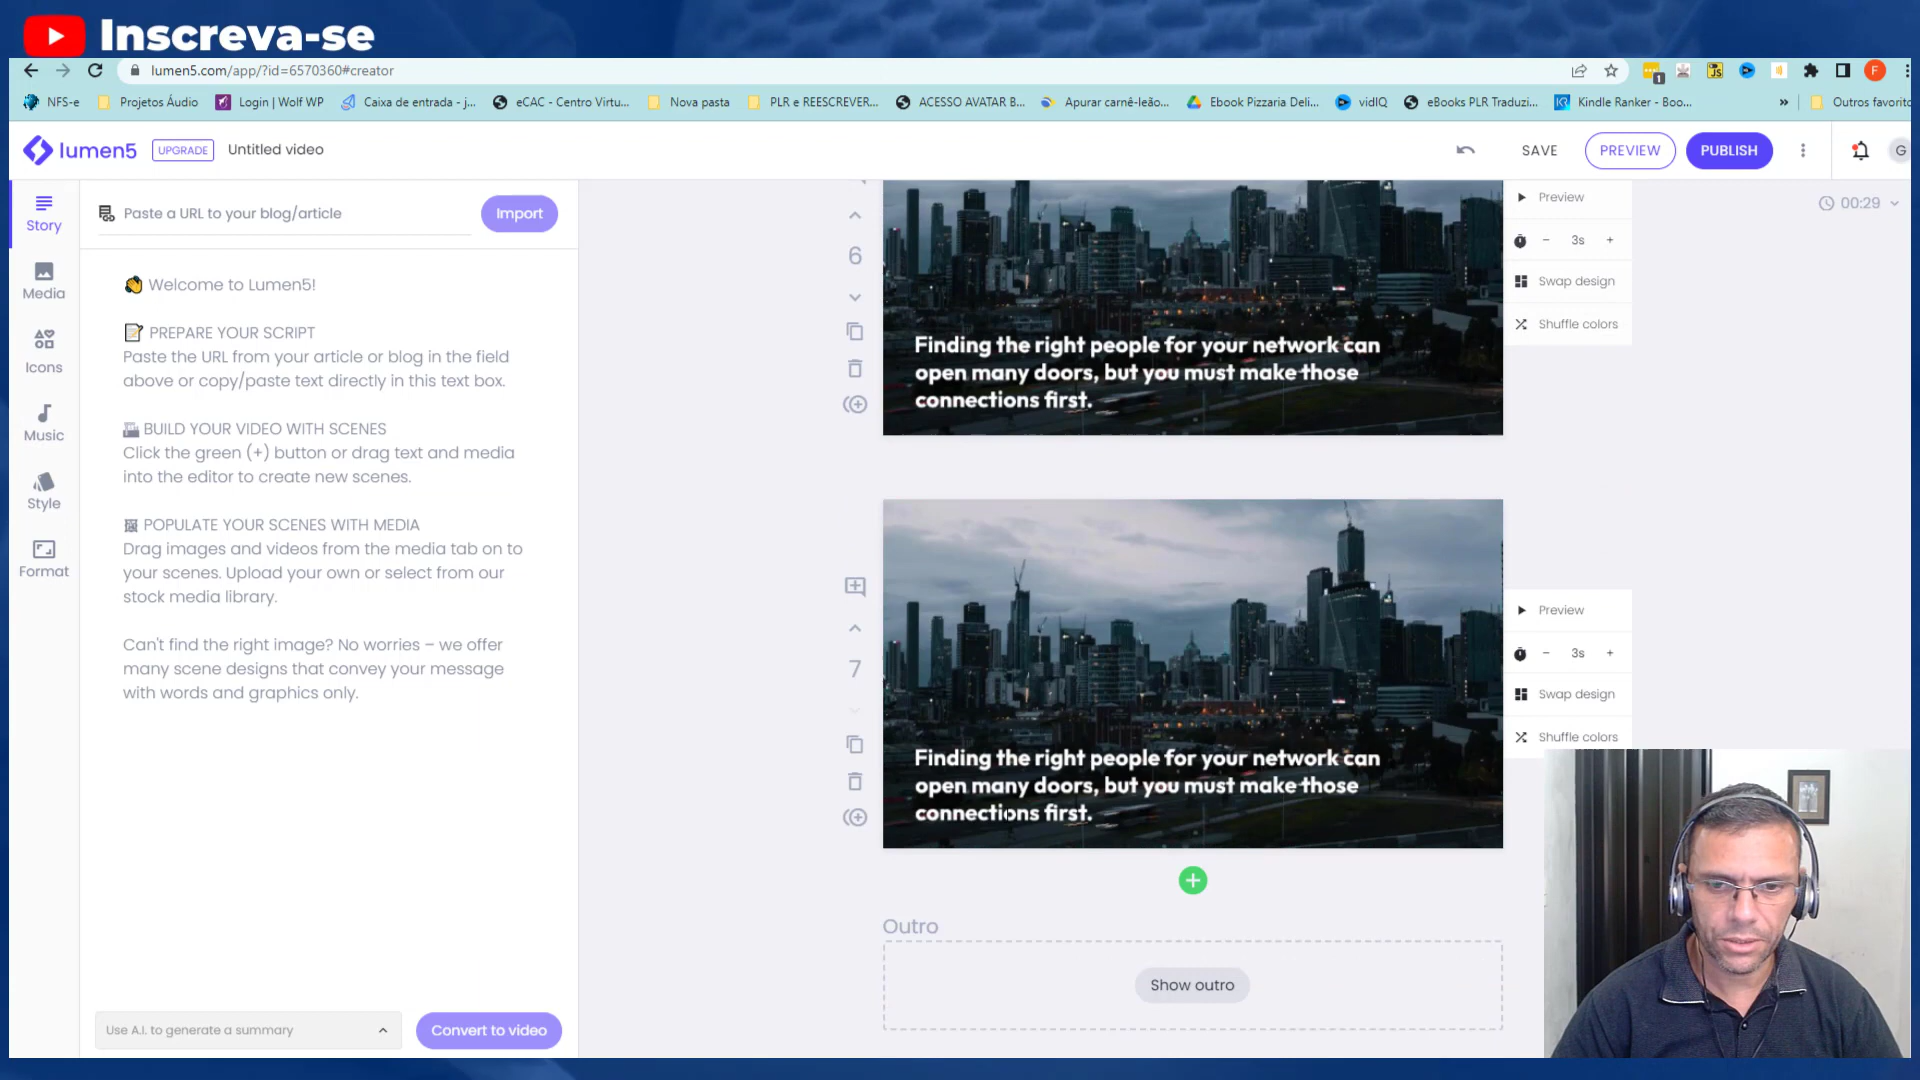 Inscreva-se
lumen5.com/app/?id=6570360#creator
1
JS
F
NFS-e
Projetos Áudio
Login | Wolf WP
Caixa de entrada - j...
eCAC - Centro Virtu...
Nova pasta
PLR e REESCREVER...
ACESSO AVATAR B...
Apurar carnê-leão...
Ebook Pizzaria Deli...
vidIQ
eBooks PLR Traduzi...
KR
Kindle Ranker - Boo...
»
Outros favorito
lumen5
UPGRADE
Untitled video
SAVE
PREVIEW
PUBLISH
G
Story
Media
Icons
Music
Style
Format
Paste a URL to your blog/article
Import
Welcome to Lumen5!
PREPARE YOUR SCRIPT
Paste the URL from your article or blog in the field
above or copy/paste text directly in this text box.
BUILD YOUR VIDEO WITH SCENES
Click the green (+) button or drag text and media
into the editor to create new scenes.
POPULATE YOUR SCENES WITH MEDIA
Drag images and videos from the media tab on to
your scenes. Upload your own or select from our
stock media library.
Can't find the right image? No worries – we offer
many scene designs that convey your message
with words and graphics only.
Use A.I. to generate a summary
Convert to video
6
Finding the right people for your network can
open many doors, but you must make those
connections first.
Preview
- 3s +
Swap design
Shuffle colors
00:29
7
Finding the right people for your network can
open many doors, but you must make those
connections first.
Preview
- 3s +
Swap design
Shuffle colors
Outro
Show outro